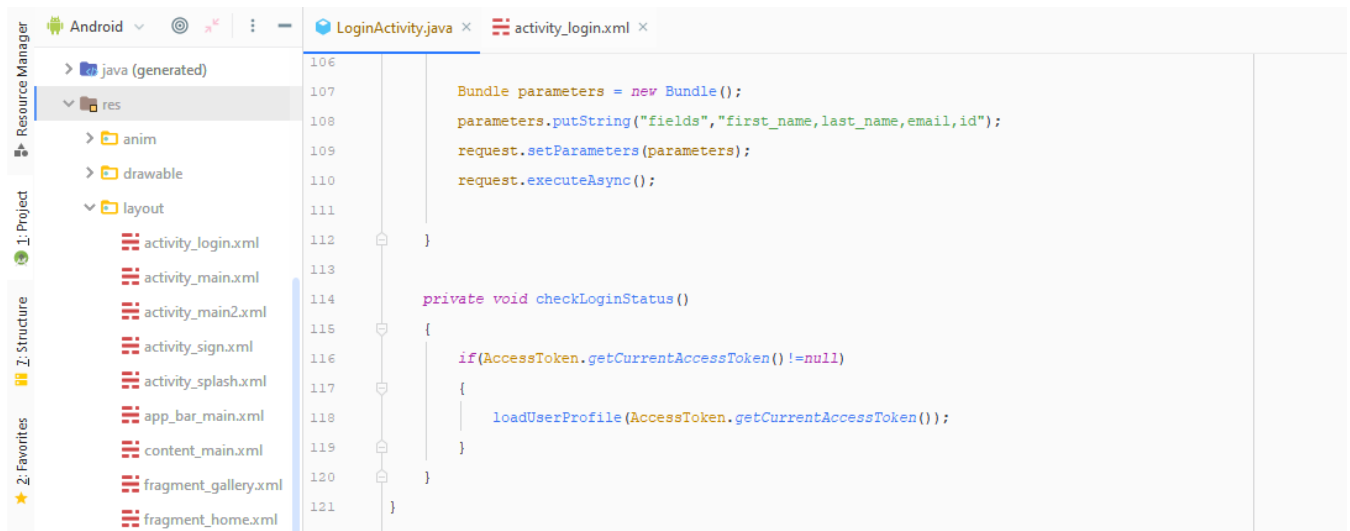 Android
LoginActivity.java
activity_login.xml
Resource Manager
1: Project
7: Structure
2: Favorites
java (generated)
res
anim
drawable
layout
activity_login.xml
activity_main.xml
activity_main2.xml
activity_sign.xml
activity_splash.xml
app_bar_main.xml
content_main.xml
fragment_gallery.xml
fragment_home.xml
106
107 Bundle parameters = new Bundle();
108 parameters.putString("fields","first_name,last_name,email,id");
109 request.setParameters(parameters);
110 request.executeAsync();
111
112 }
113
114 private void checkLoginStatus()
115 {
116 if(AccessToken.getCurrentAccessToken()!=null)
117 {
118 loadUserProfile(AccessToken.getCurrentAccessToken());
119 }
120 }
121 }